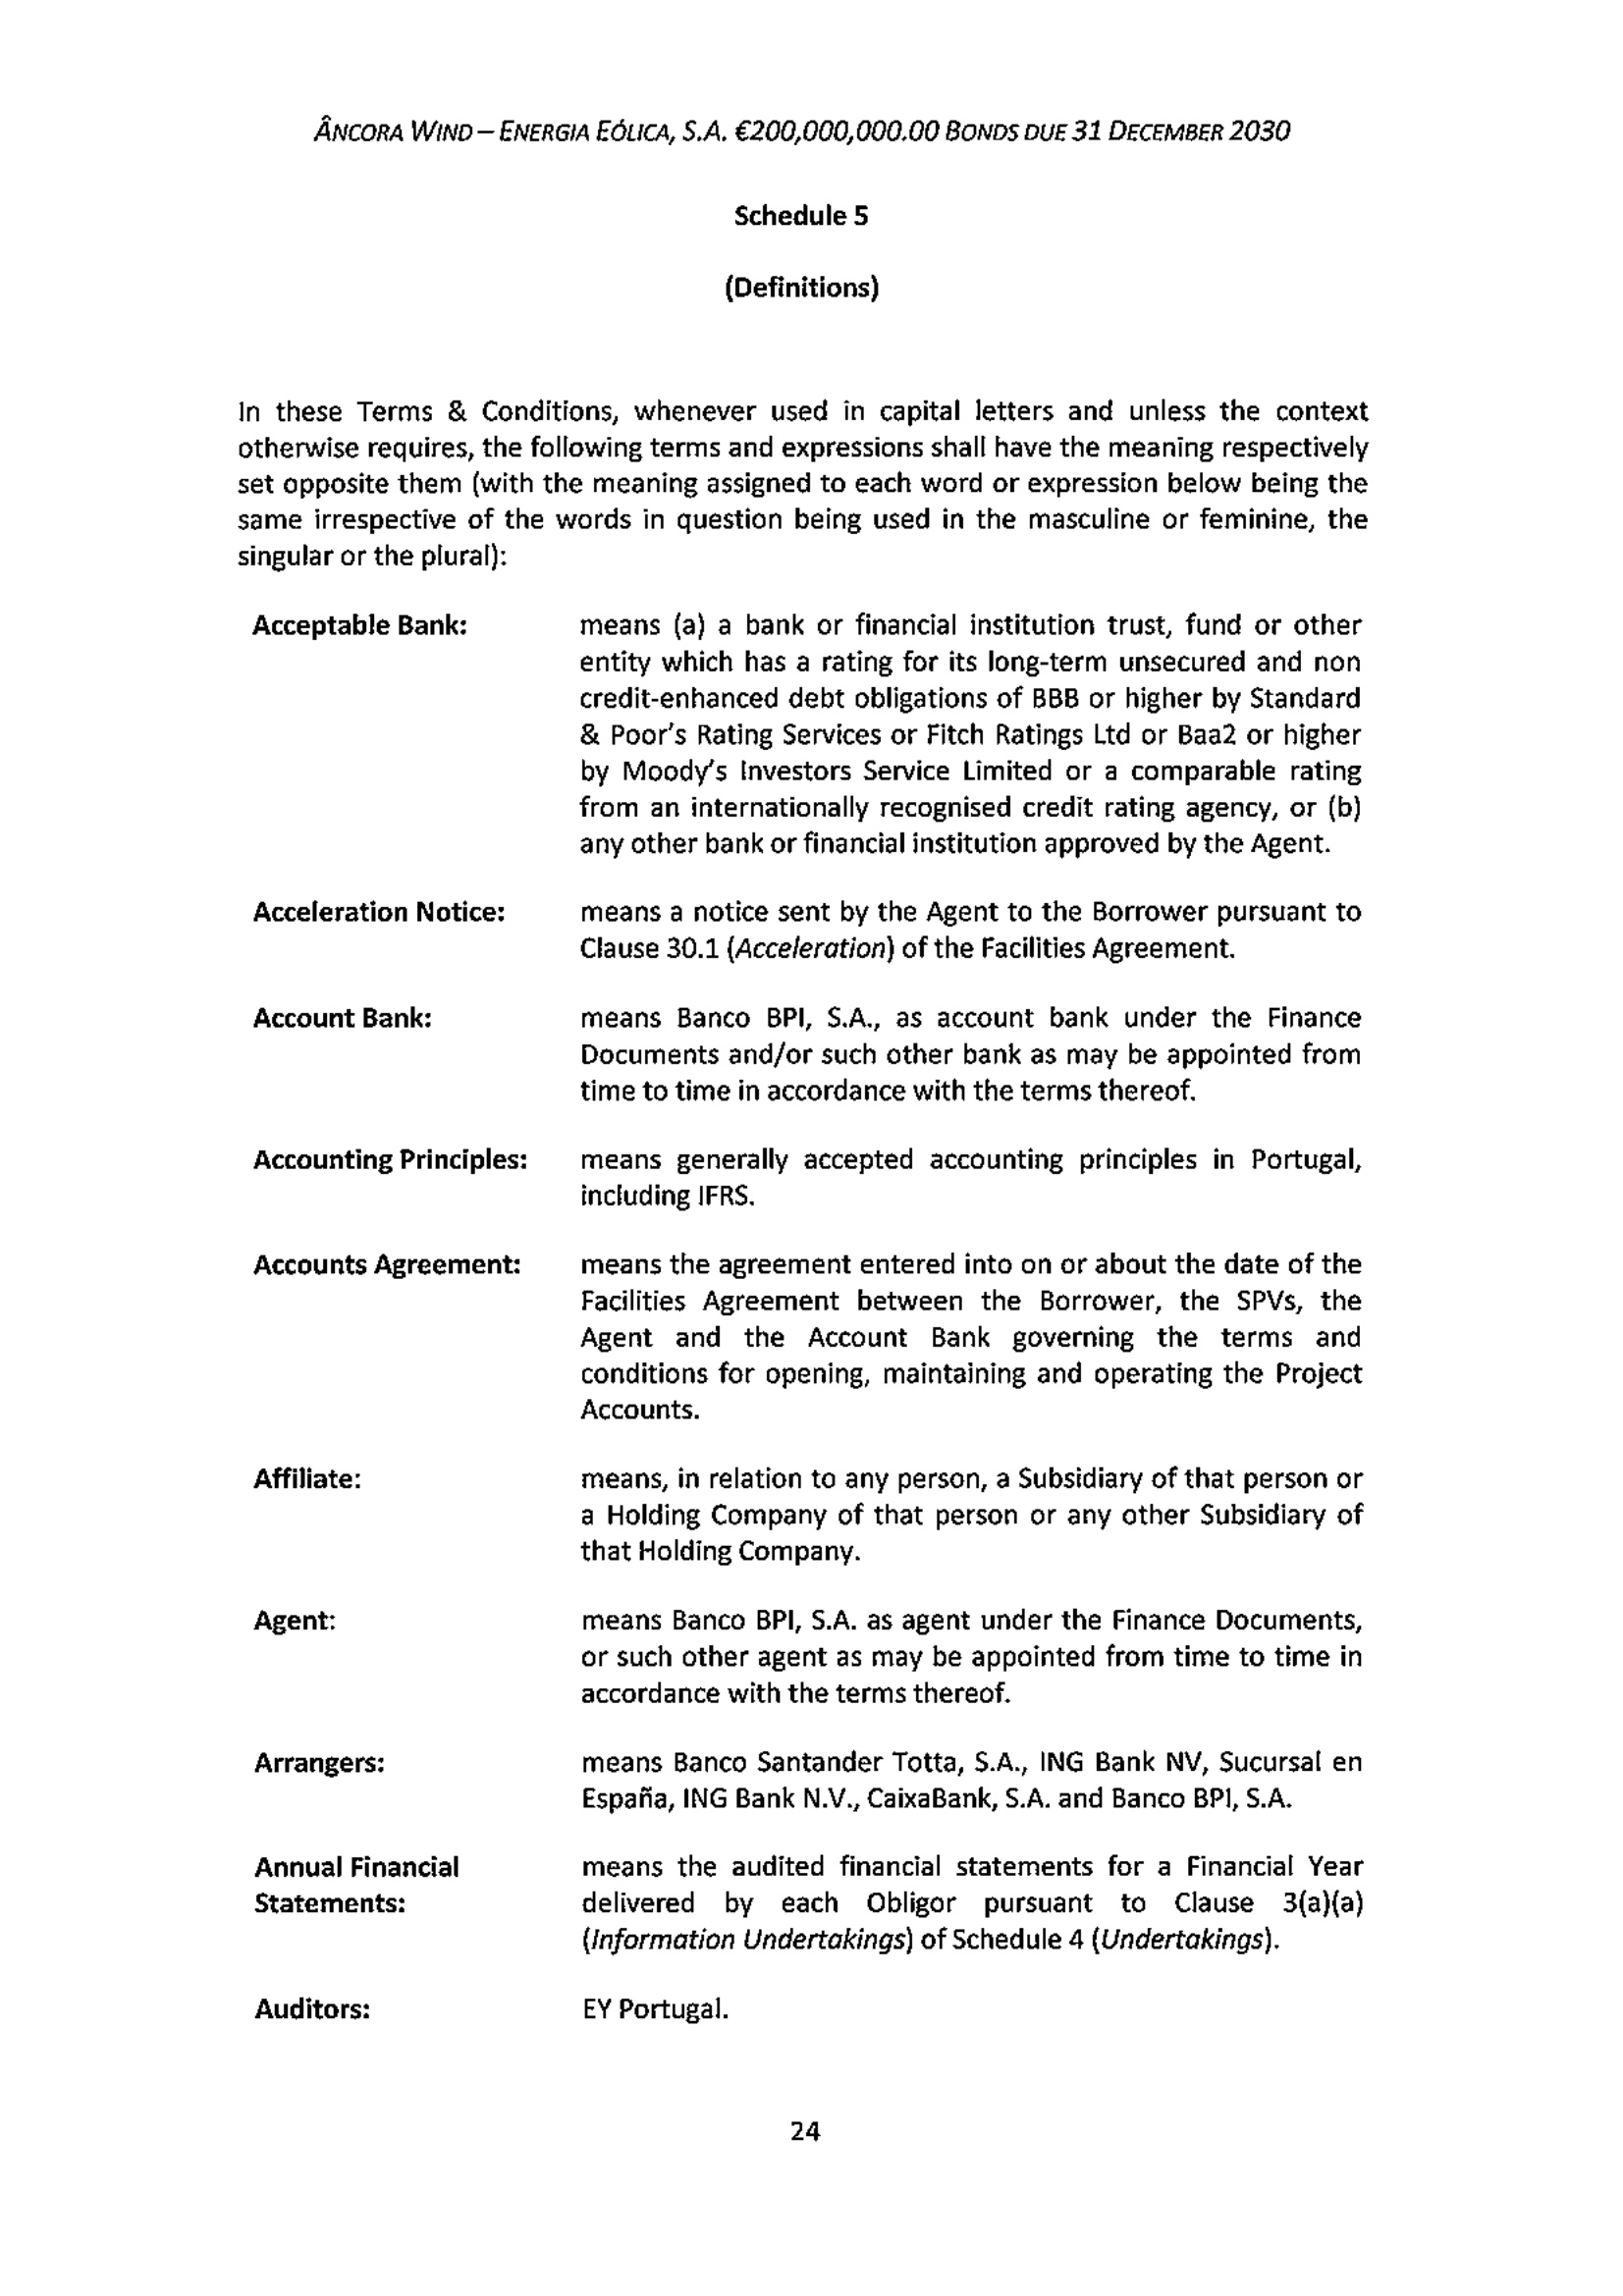 ÂNCORA WIND – ENERGIA EÓLICA, S.A. €200,000,000.00 BONDS DUE 31 DECEMBER 2030
Schedule 5
(Definitions)
In these Terms & Conditions, whenever used in capital letters and unless the context
otherwise requires, the following terms and expressions shall have the meaning respectively
set opposite them (with the meaning assigned to each word or expression below being the
same irrespective of the words in question being used in the masculine or feminine, the
singular or the plural):
Acceptable Bank: means (a) a bank or financial institution trust, fund or other
entity which has a rating for its long-term unsecured and non
credit-enhanced debt obligations of BBB or higher by Standard
& Poor's Rating Services or Fitch Ratings Ltd or Baa2 or higher
by Moody's Investors Service Limited or a comparable rating
from an internationally recognised credit rating agency, or (b)
any other bank or financial institution approved by the Agent.
Acceleration Notice: means a notice sent by the Agent to the Borrower pursuant to
Clause 30.1 (Acceleration) of the Facilities Agreement.
Account Bank: means Banco BPI, S.A., as account bank under the Finance
Documents and/or such other bank as may be appointed from
time to time in accordance with the terms thereof.
Accounting Principles: means generally accepted accounting principles in Portugal,
including IFRS.
Accounts Agreement: means the agreement entered into on or about the date of the
Facilities Agreement between the Borrower, the SPVs, the
Agent and the Account Bank governing the terms and
conditions for opening, maintaining and operating the Project
Accounts.
Affiliate: means, in relation to any person, a Subsidiary of that person or
a Holding Company of that person or any other Subsidiary of
that Holding Company.
Agent: means Banco BPI, S.A. as agent under the Finance Documents,
or such other agent as may be appointed from time to time in
accordance with the terms thereof.
Arrangers: means Banco Santander Totta, S.A., ING Bank NV, Sucursal en
España, ING Bank N.V., CaixaBank, S.A. and Banco BPI, S.A.
Annual Financial means the audited financial statements for a Financial Year
Statements: delivered by each Obligor pursuant to Clause 3(a)(a)
(Information Undertakings) of Schedule 4 (Undertakings).
Auditors: EY Portugal.
24